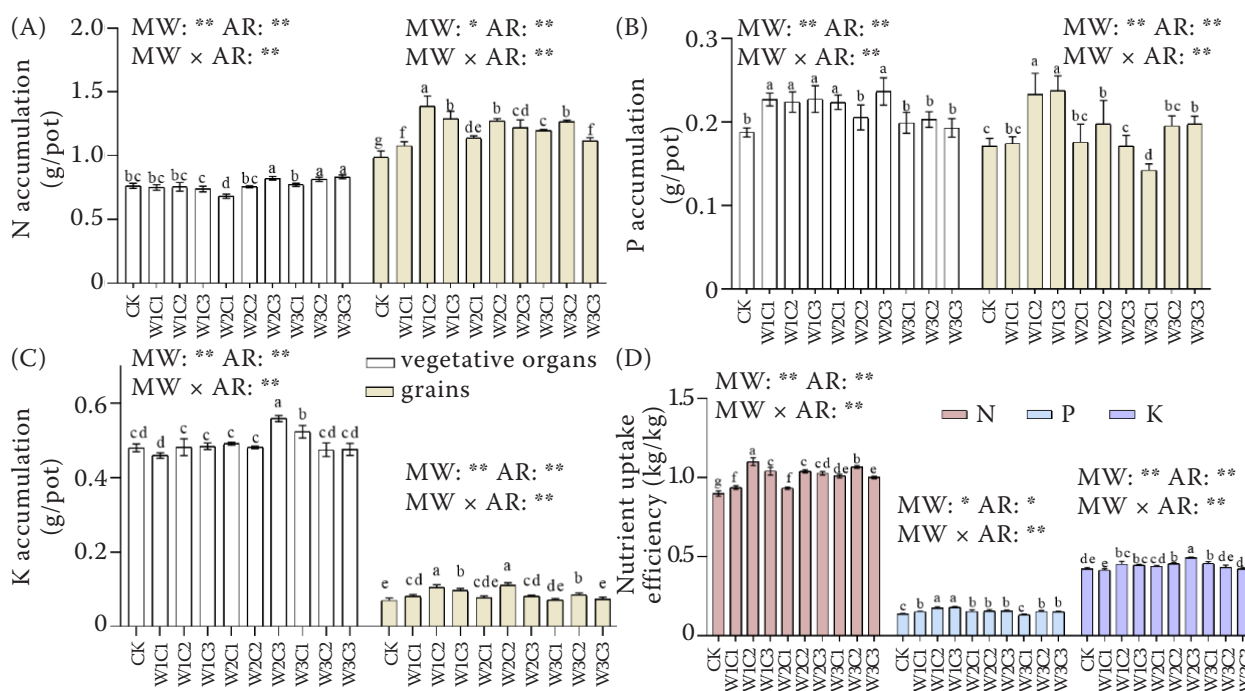 (A)
MW: ** AR: **
MW × AR: **
MW: * AR: **
MW × AR: **
N accumulation
(g/pot)
2.0
1.5
1.0
0.5
0
bc bc bc c d bc a b a a
g f a b de b cd c b f
CK W1C1 W1C2 W1C3 W2C1 W2C2 W2C3 W3C1 W3C2 W3C3
CK W1C1 W1C2 W1C3 W2C1 W2C2 W2C3 W3C1 W3C2 W3C3
(B)
MW: ** AR: **
MW × AR: **
MW: ** AR: **
MW × AR: **
P accumulation
(g/pot)
0.3
0.2
0.1
0
b a a a a b a b b b
c bc a a bc b c d bc b
CK W1C1 W1C2 W1C3 W2C1 W2C2 W2C3 W3C1 W3C2 W3C3
CK W1C1 W1C2 W1C3 W2C1 W2C2 W2C3 W3C1 W3C2 W3C3
(C)
MW: ** AR: **
MW × AR: **
vegetative organs
grains
MW: ** AR: **
MW × AR: **
K accumulation
(g/pot)
0.6
0.4
0.2
0
cd d c c c c a b cd cd
e cd a b cde a cd de b e
CK W1C1 W1C2 W1C3 W2C1 W2C2 W2C3 W3C1 W3C2 W3C3
CK W1C1 W1C2 W1C3 W2C1 W2C2 W2C3 W3C1 W3C2 W3C3
(D)
MW: ** AR: **
MW × AR: **
N P K
MW: * AR: *
MW × AR: **
MW: ** AR: **
MW × AR: **
Nutrient uptake
efficiency (kg/kg)
1.5
1.0
0.5
0
g f a c f c cd de b e
c b a a b b b c b b
de e bc bc cd b a b de d
CK W1C1 W1C2 W1C3 W2C1 W2C2 W2C3 W3C1 W3C2 W3C3
CK W1C1 W1C2 W1C3 W2C1 W2C2 W2C3 W3C1 W3C2 W3C3
CK W1C1 W1C2 W1C3 W2C1 W2C2 W2C3 W3C1 W3C2